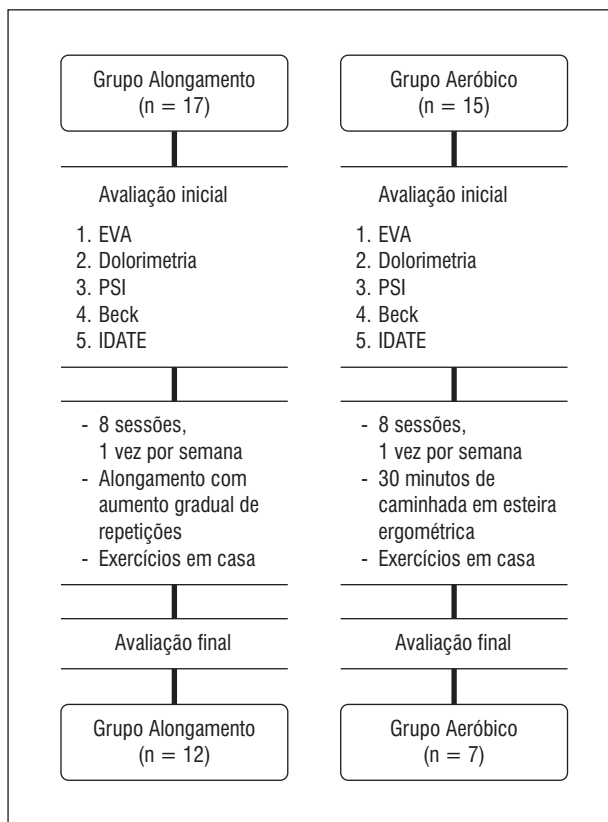 Grupo Alongamento
(n = 17)
Avaliação inicial
1. EVA
2. Dolorimetria
3. PSI
4. Beck
5. IDATE
- 8 sessões,
1 vez por semana
- Alongamento com
aumento gradual de
repetições
- Exercícios em casa
Avaliação final
Grupo Alongamento
(n = 12)
Grupo Aeróbico
(n = 15)
Avaliação inicial
1. EVA
2. Dolorimetria
3. PSI
4. Beck
5. IDATE
- 8 sessões,
1 vez por semana
- 30 minutos de
caminhada em esteira
ergométrica
- Exercícios em casa
Avaliação final
Grupo Aeróbico
(n = 7)